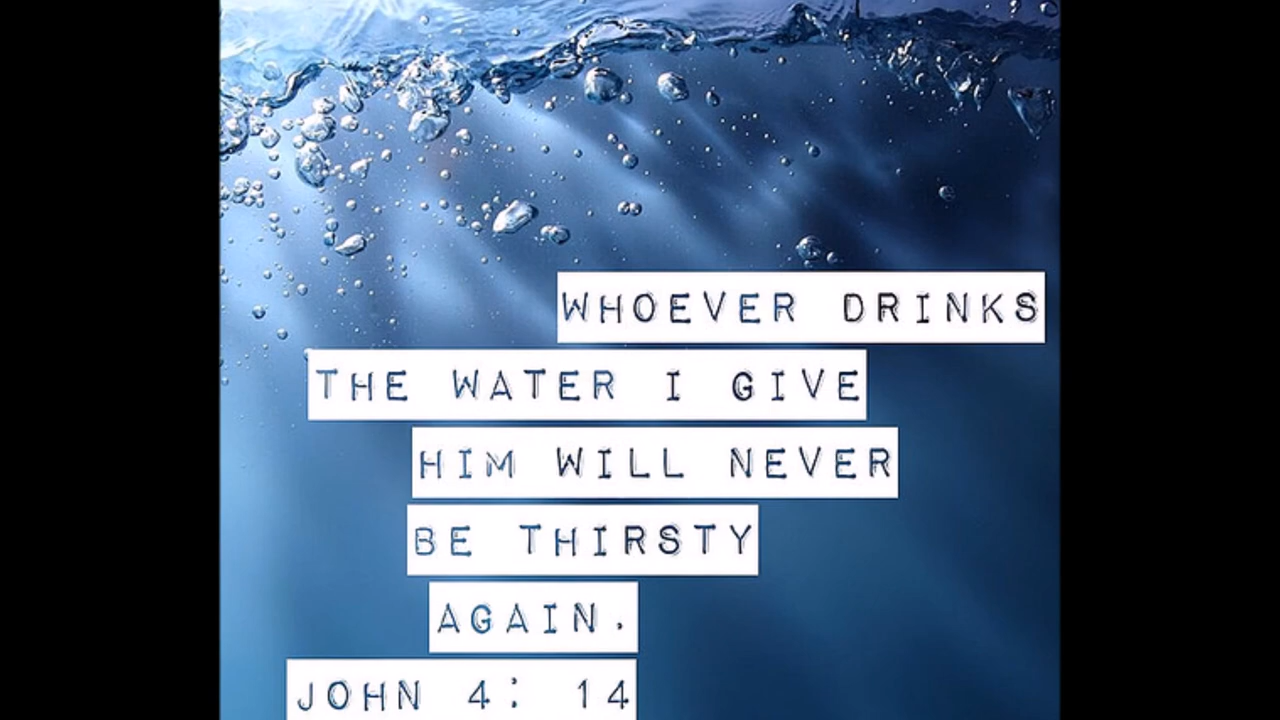 WHOEVER DRINKS
THE WATER I GIVE
HIM WILL NEVER
BE THIRSTY
AGAIN.
JOHN 4: 14